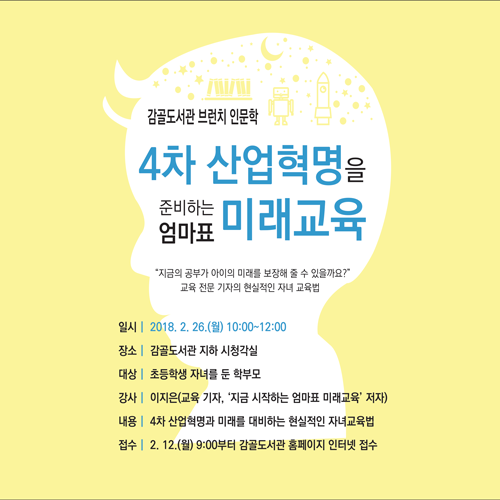 감골도서관 브런치 인문학
4차 산업혁명을
준비하는
엄마표 미래교육
"지금의 공부가 아이의 미래를 보장해 줄 수 있을까요?"
교육 전문 기자의 현실적인 자녀 교육법
일시 | 2018. 2. 26.(월) 10:00~12:00
장소 | 감골도서관 지하 시청각실
대상 | 초등학생 자녀를 둔 학부모
강사 | 이지은(교육 기자, '지금 시작하는 엄마표 미래교육' 저자)
내용 | 4차 산업혁명과 미래를 대비하는 현실적인 자녀교육법
접수 | 2. 12.(월) 9:00부터 감골도서관 홈페이지 인터넷 접수